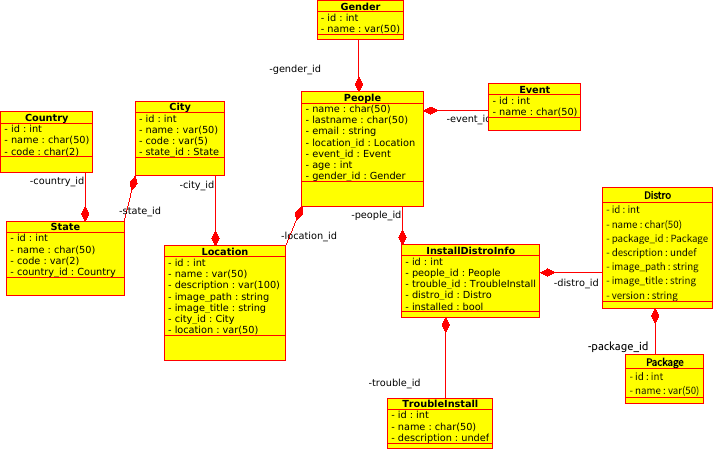 Gender
- id : int
- name : var(50)
-gender_id
People
- name : char(50)
- lastname : char(50)
- email : string
- location_id : Location
- event_id : Event
- age : int
- gender_id : Gender
-event_id
Event
- id : int
- name : char(50)
Country
- id : int
- name : char(50)
- code : char(2)
-country_id
City
- id : int
- name : var(50)
- code : var(5)
- state_id : State
-state_id
-city_id
State
- id : int
- name : char(50)
- code : var(2)
- country_id : Country
Location
- id : int
- name : var(50)
- description : var(100)
- image_path : string
- image_title : string
- city_id : City
- location : var(50)
-location_id
-people_id
InstallDistroInfo
- id : int
- people_id : People
- trouble_id : TroubleInstall
- distro_id : Distro
- installed : bool
-distro_id
Distro
- id : int
- name : char(50)
- package_id : Package
- description : undef
- image_path : string
- image_title : string
- version : string
-package_id
Package
- id : int
- name : var(50)
-trouble_id
TroubleInstall
- id : int
- name : char(50)
- description : undef